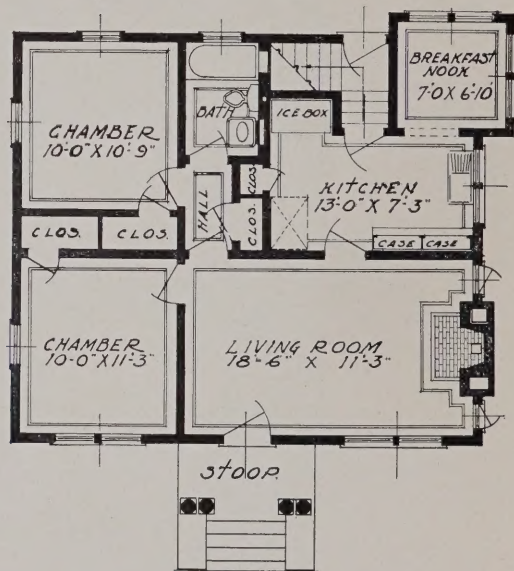 BREAKFAST
NOOK
7'-0 X 6'-10"
BATH
ICE BOX
CHAMBER
10'-0" X 10'-9"
CLOS.
KITCHEN
13'-0" X 7'-3"
HALL
CLOS.
CLOS.
CLOS.
CASE
CASE
CHAMBER
10'-0" X 11'-3"
LIVING ROOM
18'-6" X 11'-3"
STOOP.